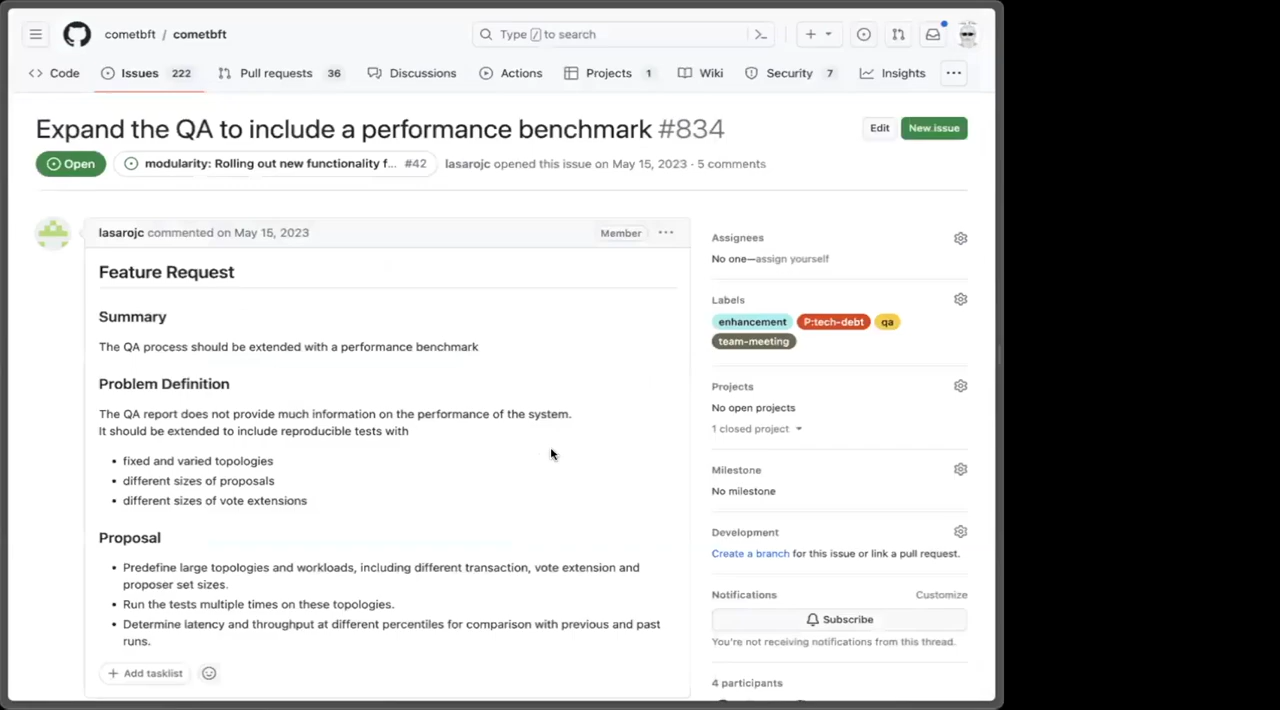 cometbft / cometbft
Type / to search
Code
Issues 222
Pull requests 36
Discussions
Actions
Projects 1
Wiki
Security 7
Insights
Expand the QA to include a performance benchmark #834
Edit
New issue
Open
modularity: Rolling out new functionality f... #42
lasarojc opened this issue on May 15, 2023 · 5 comments
lasarojc commented on May 15, 2023
Member
Feature Request
Summary
The QA process should be extended with a performance benchmark
Problem Definition
The QA report does not provide much information on the performance of the system.
It should be extended to include reproducible tests with
• fixed and varied topologies
• different sizes of proposals
• different sizes of vote extensions
Proposal
• Predefine large topologies and workloads, including different transaction, vote extension and
proposer set sizes.
• Run the tests multiple times on these topologies.
• Determine latency and throughput at different percentiles for comparison with previous and past
runs.
Add tasklist
Assignees
No one—assign yourself
Labels
enhancement P:tech-debt qa
team-meeting
Projects
No open projects
1 closed project
Milestone
No milestone
Development
Create a branch for this issue or link a pull request.
Notifications
Customize
Subscribe
You're not receiving notifications from this thread.
4 participants